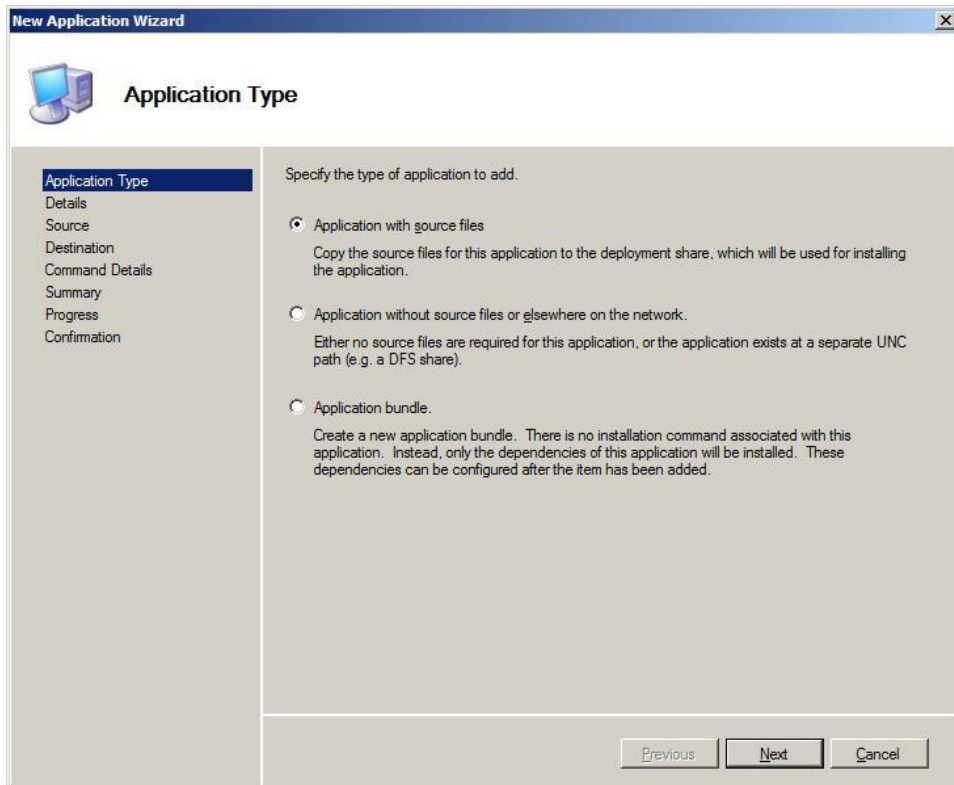 New Application Wizard
Application Type
Application Type
Details
Source
Destination
Command Details
Summary
Progress
Confirmation
Specify the type of application to add.
Application with source files
Copy the source files for this application to the deployment share, which will be used for installing
the application.
Application without source files or elsewhere on the network.
Either no source files are required for this application, or the application exists at a separate UNC
path (e.g. a DFS share).
Application bundle.
Create a new application bundle.  There is no installation command associated with this
application.  Instead, only the dependencies of this application will be installed.  These
dependencies can be configured after the item has been added.
Previous
Next
Cancel